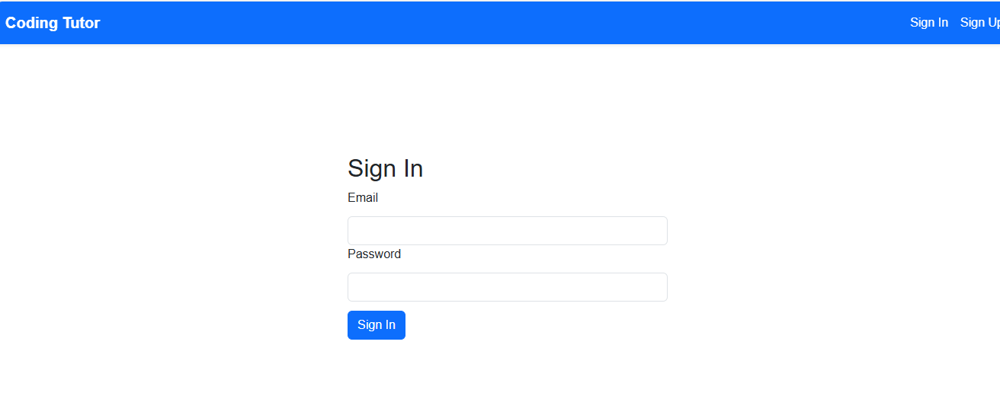 Coding Tutor Sign In Sign Up
Sign In
Email
Password
Sign In